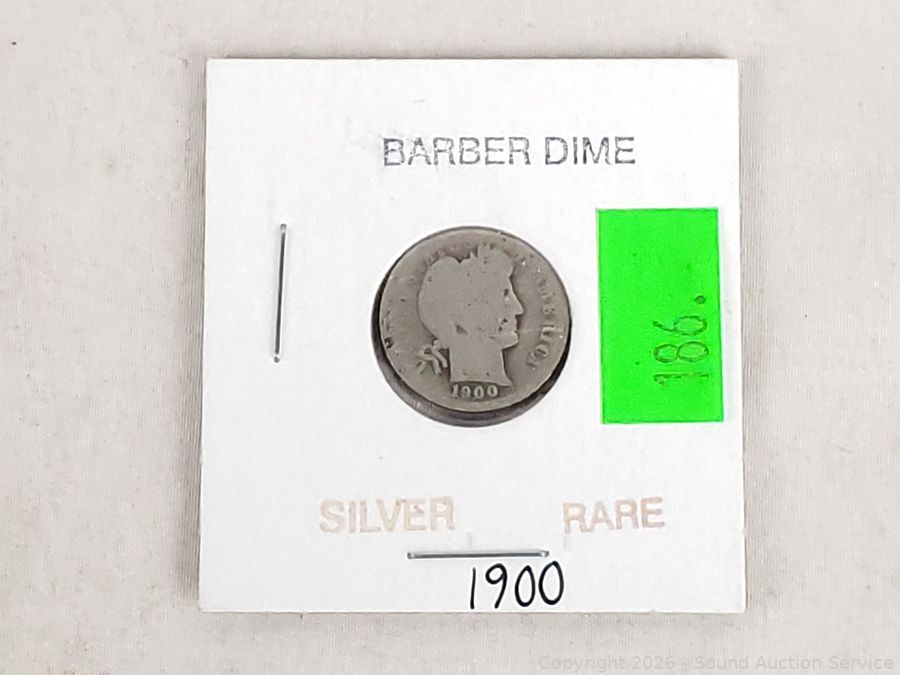 BARBER DIME
186.
1900
SILVER RARE
1900
Copyright 2026 - Sound Auction Service